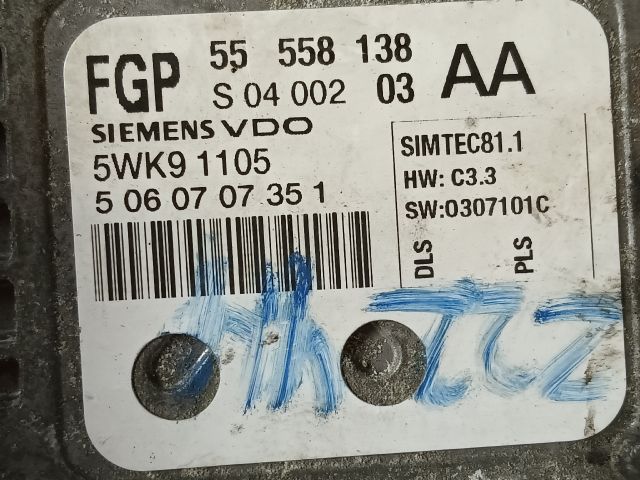 FGP 55 558 138 AA
S 04 002 03
SIEMENS VDO
5WK9 1105
5 06 07 07 35 1
SIMTEC81.1
HW: C3.3
SW:0307101C
DLS PLS